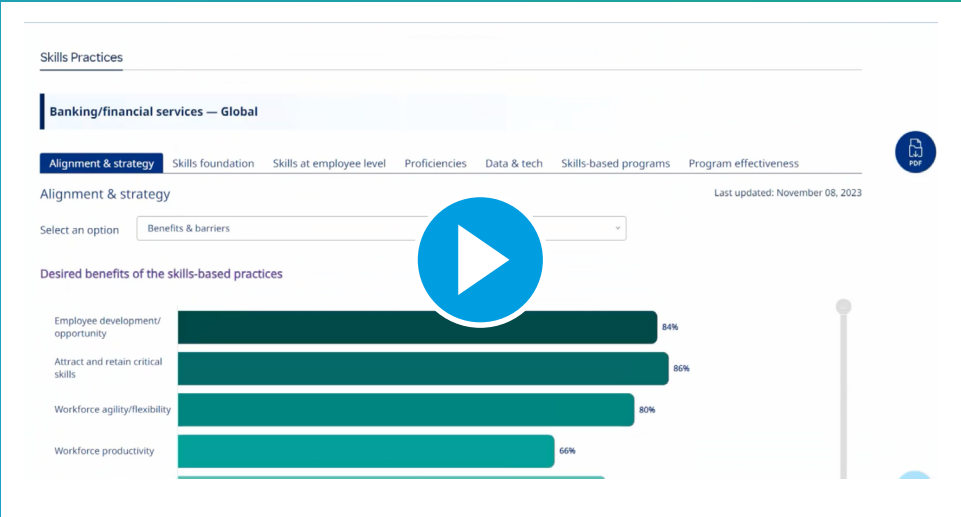 Skills Practices
Banking/financial services — Global
PDF
Alignment & strategy Skills foundation Skills at employee level Proficiencies Data & tech Skills-based programs Program effectiveness
Alignment & strategy
Last updated: November 08, 2023
Select an option
Benefits & barriers
Desired benefits of the skills-based practices
Employee development/
opportunity
84%
Attract and retain critical
skills
86%
Workforce agility/flexibility
80%
Workforce productivity
66%